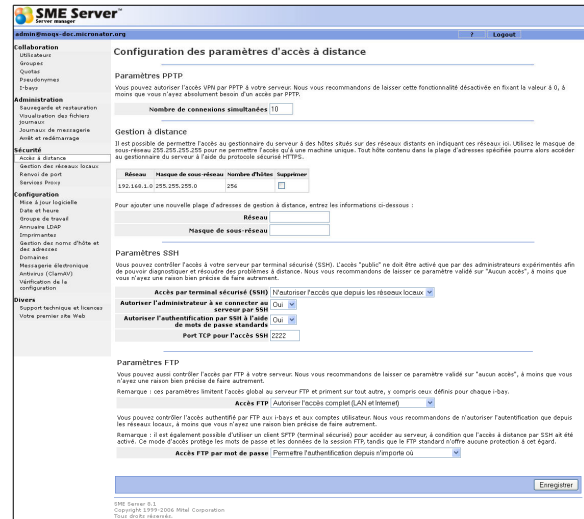 SME Server™
Server manager
admin@moqs-doc.micronator.org
? Logout
Collaboration
Utilisateurs
Groupes
Quotas
Pseudonymes
I-bays
Administration
Sauvegarde et restauration
Visualisation des fichiers
journaux
Journaux de messagerie
Arrêt et redémarrage
Sécurité
Accès à distance
Gestion des réseaux locaux
Renvoi de port
Services Proxy
Configuration
Mise à jour logicielle
Date et heure
Groupe de travail
Annuaire LDAP
Imprimantes
Gestion des noms d'hôte et
des adresses
Domaines
Messagerie électronique
Antivirus (ClamAV)
Vérification de la
configuration
Divers
Support technique et licences
Votre premier site Web
Configuration des paramètres d'accès à distance
Paramètres PPTP
Vous pouvez autoriser l'accès VPN par PPTP à votre serveur. Nous vous recommandons de laisser cette fonctionnalité désactivée en fixant la valeur à 0, à
moins que vous n'ayez absolument besoin d'un accès par PPTP.
Nombre de connexions simultanées 10
Gestion à distance
Il est possible de permettre l'accès au gestionnaire du serveur à des hôtes situés sur des réseaux distants en indiquant ces réseaux ici. Utilisez le masque de
sous-réseau 255.255.255.255 pour ne permettre l'accès qu'à une machine unique. Tout hôte contenu dans la plage d'adresses spécifiée pourra alors accéder
au gestionnaire du serveur à l'aide du protocole sécurisé HTTPS.
Réseau Masque de sous-réseau Nombre d'hôtes Supprimer
192.168.1.0 255.255.255.0 256
Pour ajouter une nouvelle plage d'adresses de gestion à distance, entrez les informations ci-dessous :
Réseau
Masque de sous-réseau
Paramètres SSH
Vous pouvez contrôler l'accès à votre serveur par terminal sécurisé (SSH). L'accès "public" ne doit être activé que par des administrateurs expérimentés afin
de pouvoir diagnostiquer et résoudre des problèmes à distance. Nous vous recommandons de laisser ce paramètre validé sur "Aucun accès", à moins que
vous n'ayez une raison bien précise de faire autrement.
Accès par terminal sécurisé (SSH) N'autoriser l'accès que depuis les réseaux locaux
Autoriser l'administrateur à se connecter au
serveur par SSH Oui
Autoriser l'authentification par SSH à l'aide
de mots de passe standards Oui
Port TCP pour l'accès SSH 2222
Paramètres FTP
Vous pouvez aussi contrôler l'accès par FTP à votre serveur. Nous vous recommandons de laisser ce paramètre validé sur "aucun accès", à moins que vous
n'ayez une raison bien précise de faire autrement.
Remarque : ces paramètres limitent l'accès global au serveur FTP et priment sur tout autre, y compris ceux définis pour chaque i-bay.
Accès FTP Autoriser l'accès complet (LAN et Internet)
Vous pouvez contrôler l'accès authentifié par FTP aux i-bays et aux comptes utilisateur. Nous vous recommandons de n'autoriser l'authentification que depuis
les réseaux locaux, à moins que vous n'ayez une raison bien précise de faire autrement.
Remarque : il est également possible d'utiliser un client SFTP (terminal sécurisé) pour accéder au serveur, à condition que l'accès à distance par SSH ait été
activé. Ce mode d'accès protège les mots de passe et les données de la session FTP, tandis que le FTP standard n'offre aucune protection à cet égard.
Accès FTP par mot de passe Permettre l'authentification depuis n'importe où
Enregistrer
SME Server 8.1
Copyright 1999-2006 Mitel Corporation
Tous droits réservés.